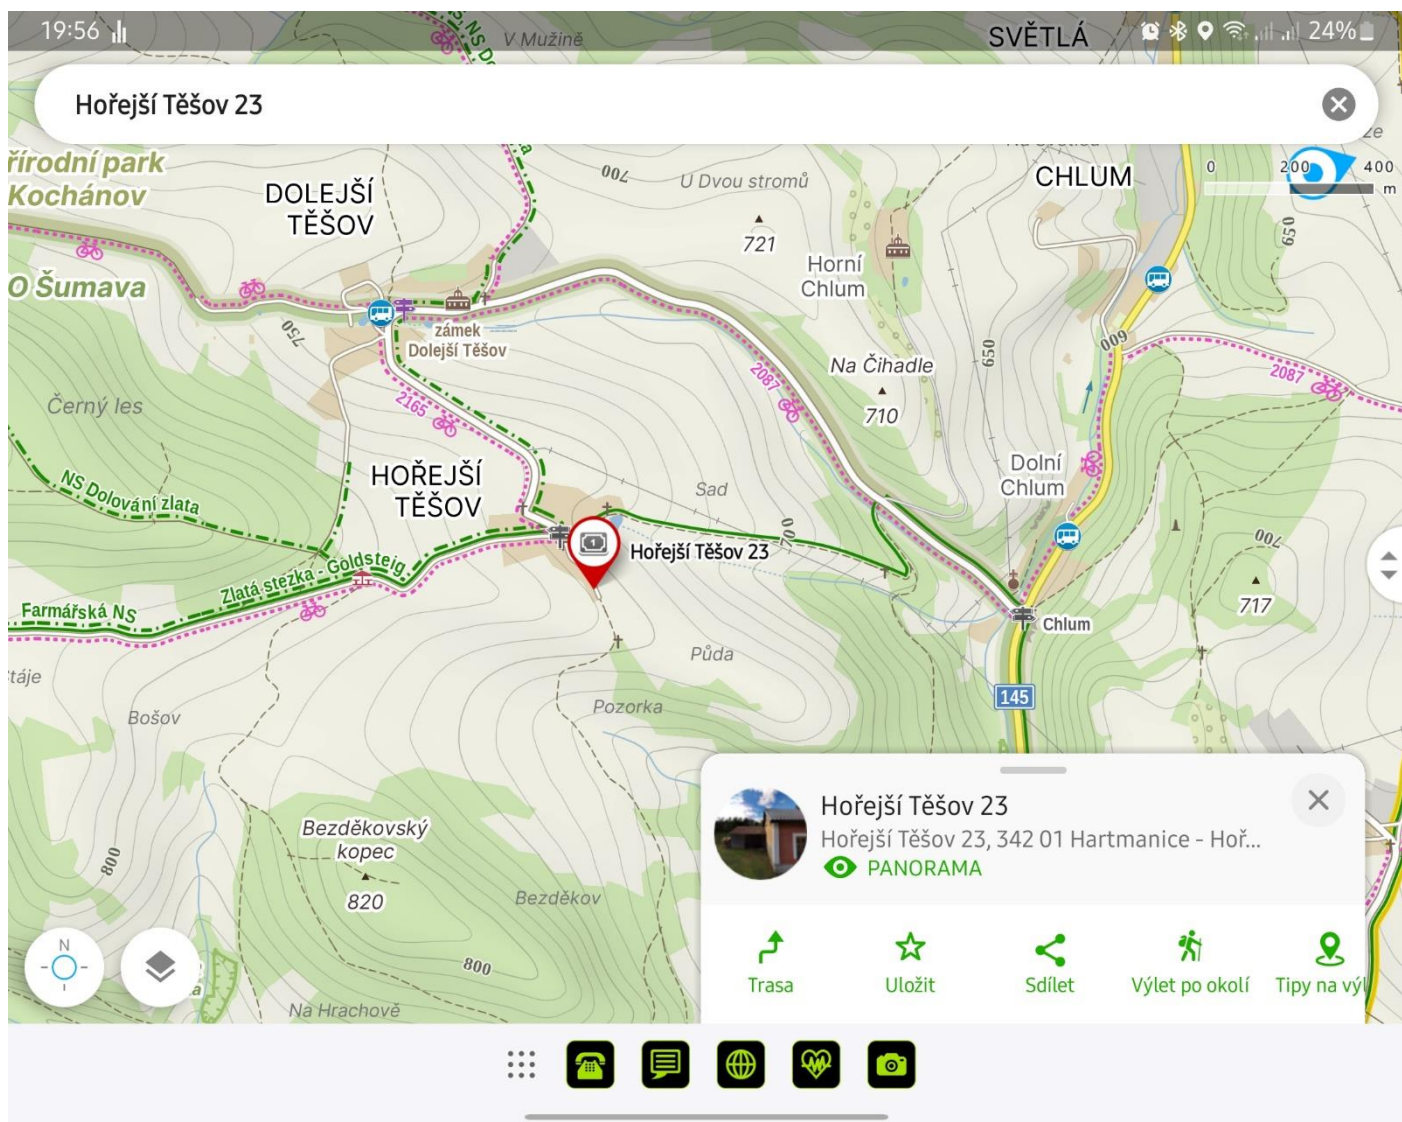 19:56
24%
V Mužině
SVĚTLÁ
Hořejší Těšov 23
CHLUM
0 200 400
m
DOLEJŠÍ
TĚŠOV
700
U Dvou stromů
721
Horní
Chlum
650
O Šumava
750
zámek
Dolejší Těšov
Na Čihadle
710
650
600
2087
2087
2165
Černý les
HOŘEJŠÍ
TĚŠOV
Sad
Dolní
Chlum
NS Dolování zlata
700
700
Hořejší Těšov 23
Zlatá stezka - Goldsteig
717
Farmářská NS
Chlum
Půda
145
Bošov
Pozorka
Bezděkovský
kopec
820
800
Bezděkov
800
Na Hrachově
N
Hořejší Těšov 23
Hořejší Těšov 23, 342 01 Hartmanice - Hoř...
PANORAMA
Trasa
Uložit
Sdílet
Výlet po okolí
Tipy na výl